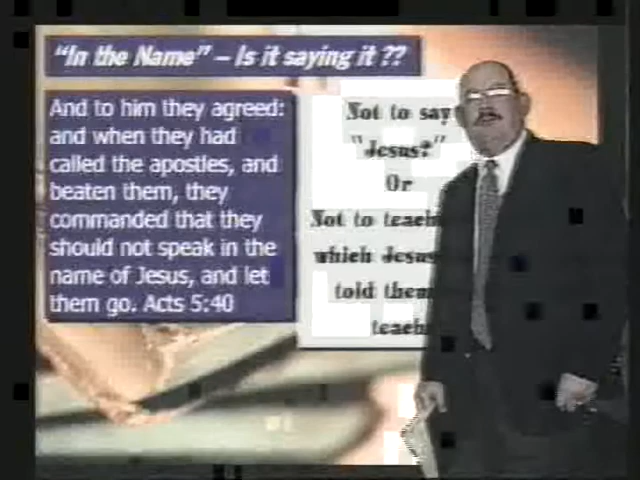 "In the Name" – Is it saying it ??
And to him they agreed:
and when they had
called the apostles, and
beaten them, they
commanded that they
should not speak in the
name of Jesus, and let
them go. Acts 5:40
Not to say
"Jesus?"
Or
Not to teach
which Jesus
told them
teach